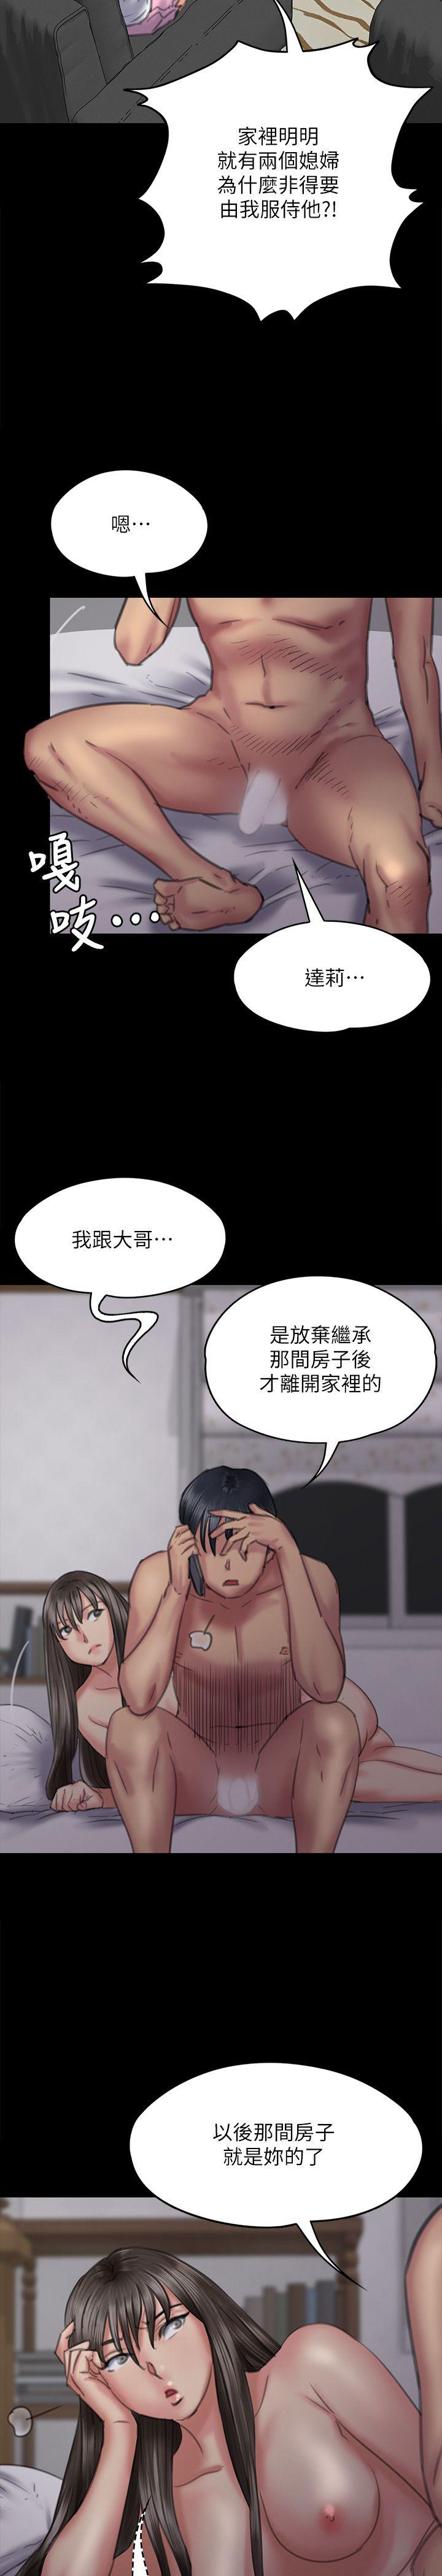 家裡明明
就有兩個媳婦
為什麼非得要
由我服侍他?!
嗯⋯
嘎
吱⋯
達莉⋯
我跟大哥⋯
是放棄繼承
那間房子後
才離開家裡的
以後那間房子
就是妳的了